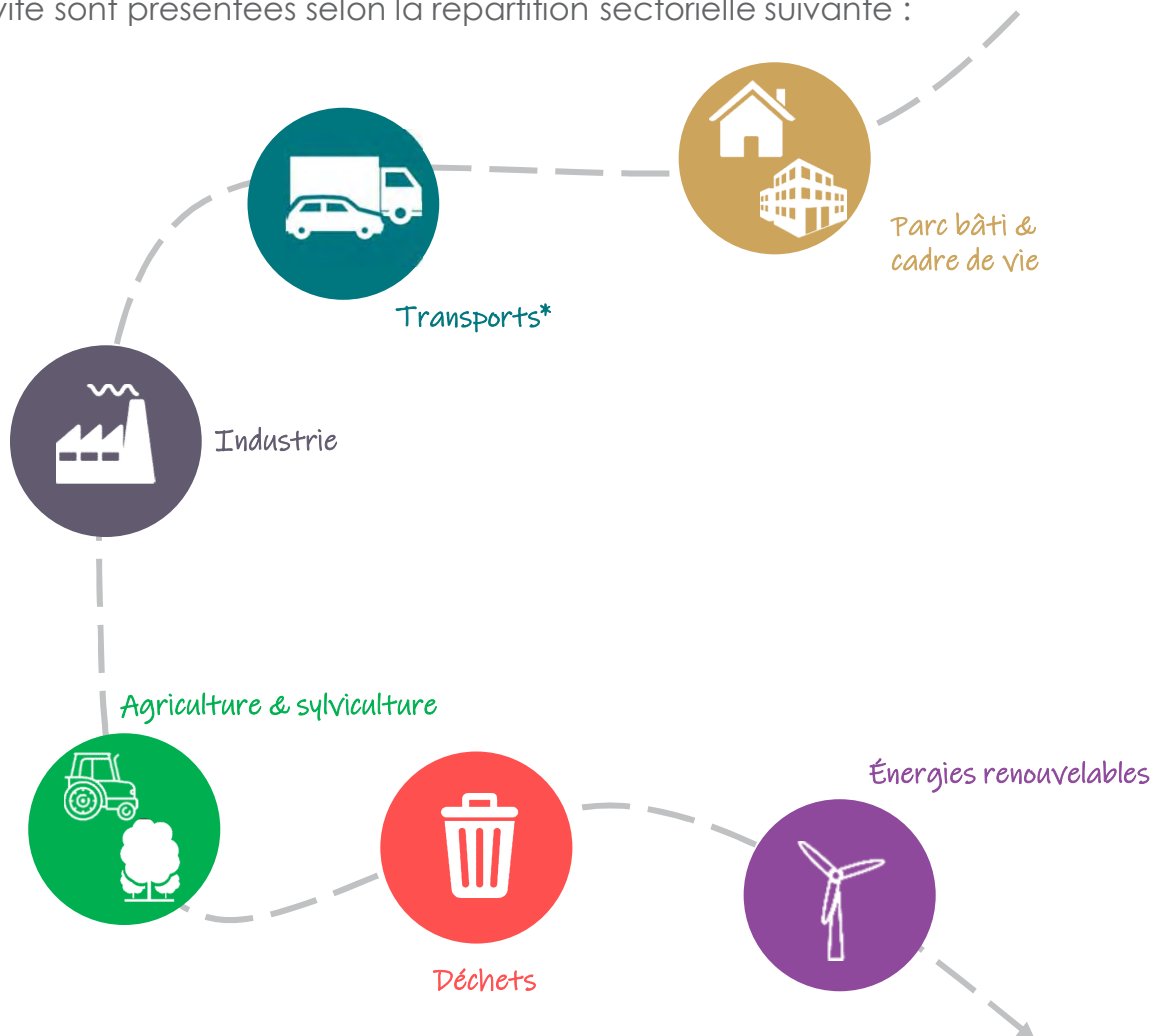 vité sont présentées selon la répartition sectorielle suivante :
Parc bâti &
cadre de vie
Transports*
Industrie
Agriculture & sylviculture
Énergies renouvelables
Déchets